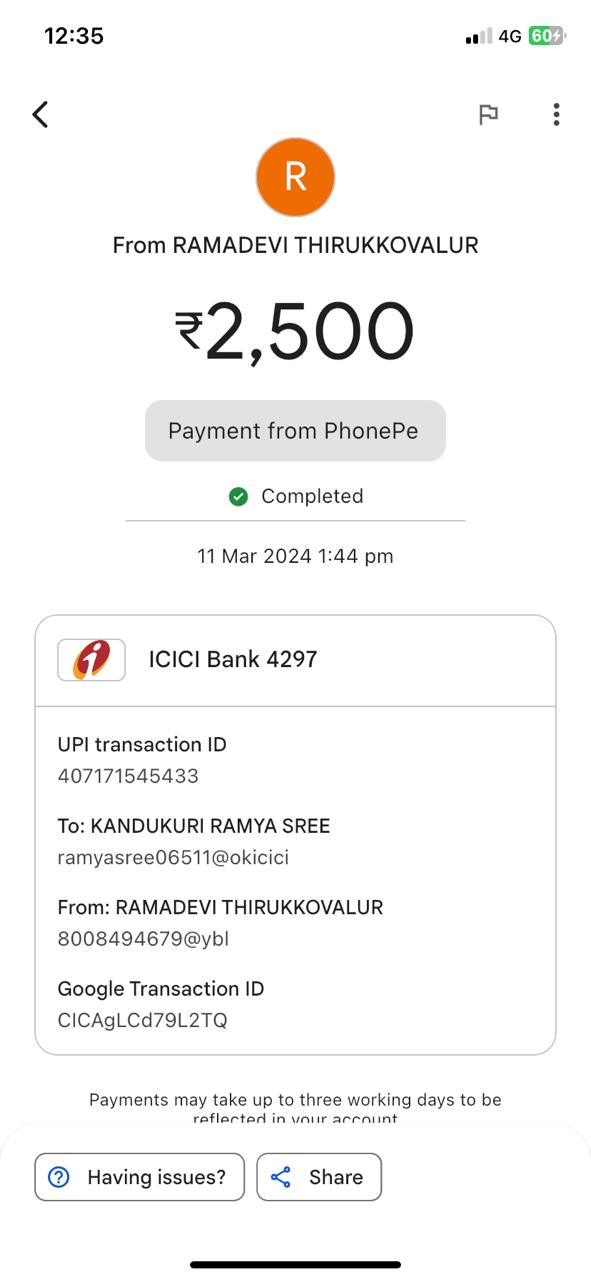 12:35
4G 60
R
From RAMADEVI THIRUKKOVALUR
₹2,500
Payment from PhonePe
Completed
11 Mar 2024 1:44 pm
ICICI Bank 4297
UPI transaction ID
407171545433
To: KANDUKURI RAMYA SREE
ramyasree06511@okicici
From: RAMADEVI THIRUKKOVALUR
8008494679@ybl
Google Transaction ID
CICAgLCd79L2TQ
Payments may take up to three working days to be
reflected in your account
Having issues?
Share